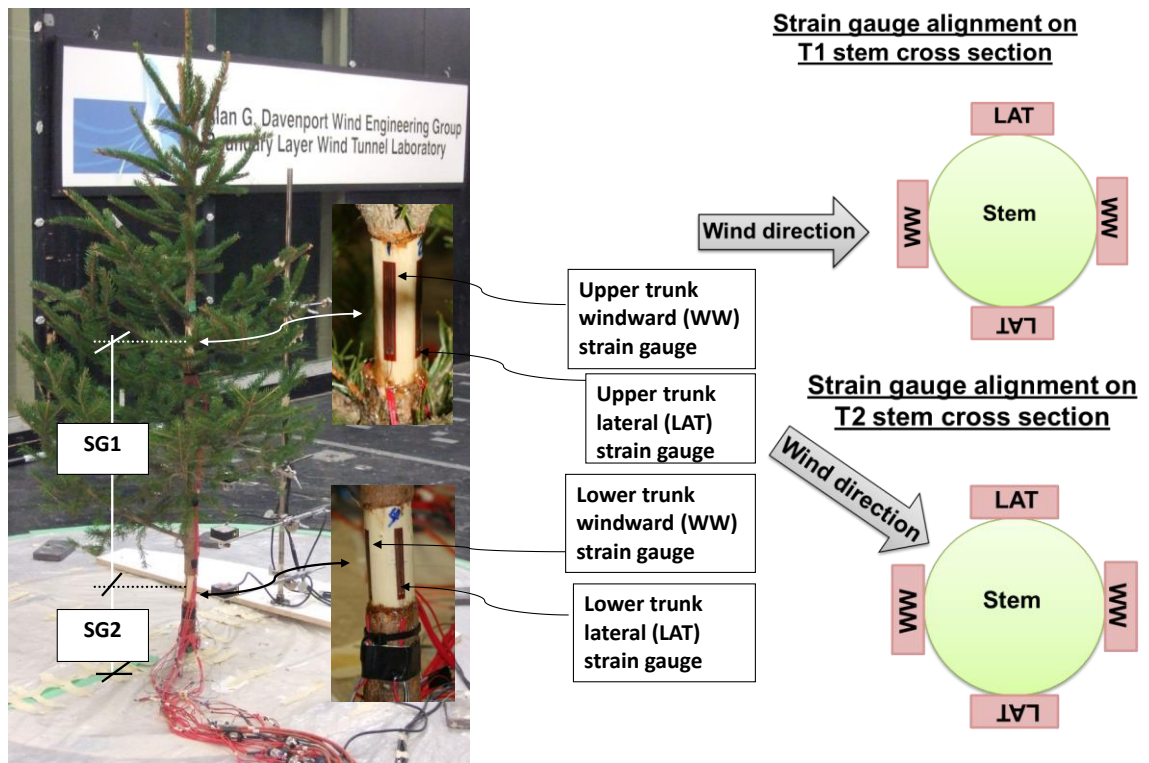 lan G. Davenport Wind Engineering Group
oundary Layer Wind Tunnel Laboratory
SG1
SG2
Upper trunk
windward (WW)
strain gauge
Upper trunk
lateral (LAT)
strain gauge
Lower trunk
windward (WW)
strain gauge
Lower trunk
lateral (LAT)
strain gauge
Strain gauge alignment on
T1 stem cross section
Wind direction
LAT
WW
Stem
WW
LAT
Strain gauge alignment on
T2 stem cross section
Wind direction
LAT
WW
Stem
WW
LAT